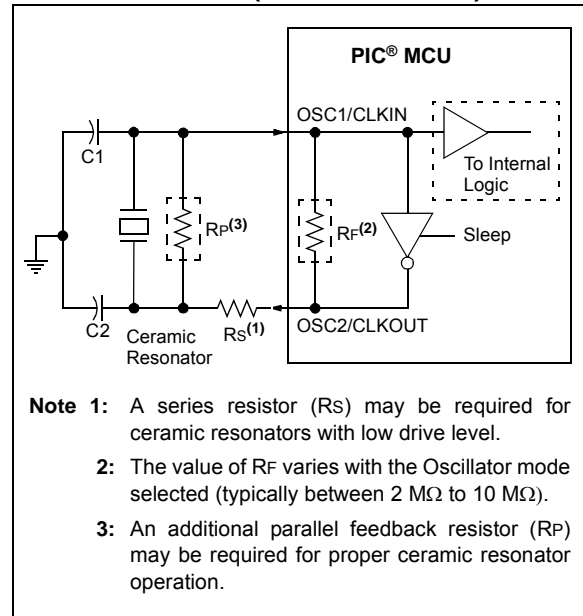 PIC® MCU
OSC1/CLKIN
C1
To Internal
Logic
RP(3)
RF(2)
Sleep
C2
Ceramic
Resonator
RS(1)
OSC2/CLKOUT
Note 1: A series resistor (RS) may be required for
ceramic resonators with low drive level.
2: The value of RF varies with the Oscillator mode
selected (typically between 2 MΩ to 10 MΩ).
3: An additional parallel feedback resistor (RP)
may be required for proper ceramic resonator
operation.